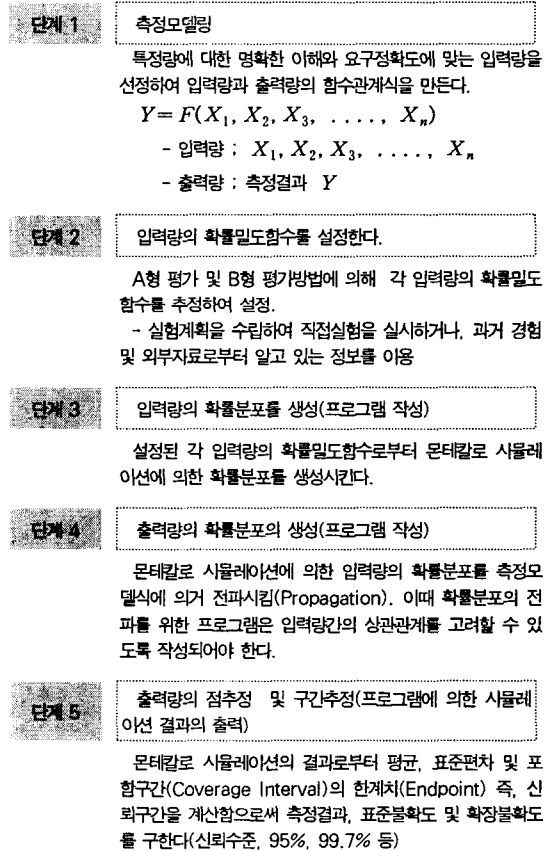 단계 1
측정모델링
특정량에 대한 명확한 이해와 요구정확도에 맞는 입력량을
선정하여 입력량과 출력량의 함수관계식을 만든다.
Y= F(X₁, X₂, X₃, ...., Xₙ)
- 입력량 ; X₁, X₂, X₃, ...., Xₙ
- 출력량 ; 측정결과 Y
단계 2
입력량의 확률밀도함수를 설정한다.
A형 평가 및 B형 평가방법에 의해 각 입력량의 확률밀도
함수를 추정하여 설정.
- 실험계획을 수립하여 직접실험을 실시하거나, 과거 경험
및 외부자료로부터 알고 있는 정보를 이용
단계 3
입력량의 확률분포를 생성(프로그램 작성)
설정된 각 입력량의 확률밀도함수로부터 몬테칼로 시뮬레
이션에 의한 확률분포를 생성시킨다.
단계 4
출력량의 확률분포의 생성(프로그램 작성)
몬테칼로 시뮬레이션에 의한 입력량의 확률분포를 측정모
델식에 의거 전파시킴(Propagation). 이때 확률분포의 전
파를 위한 프로그램은 입력량간의 상관관계를 고려할 수 있
도록 작성되어야 한다.
단계 5
출력량의 점추정 및 구간추정(프로그램에 의한 시뮬레
이션 결과의 출력)
몬테칼로 시뮬레이션의 결과로부터 평균, 표준편차 및 포
함구간(Coverage Interval)의 한계치(Endpoint) 즉, 신
뢰구간을 계산함으로써 측정결과, 표준불확도 및 확장불확도
를 구한다(신뢰수준, 95%, 99.7% 등)